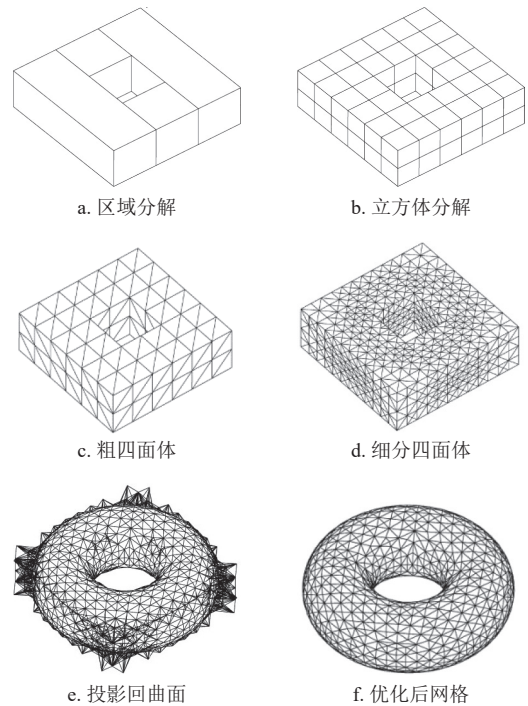 a. 区域分解
b. 立方体分解
c. 粗四面体
d. 细分四面体
e. 投影回曲面
f. 优化后网格